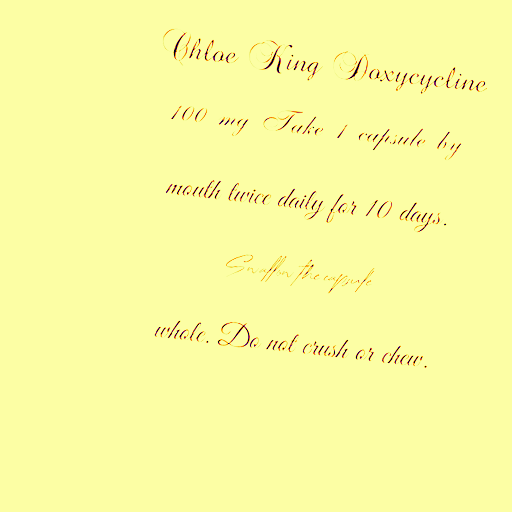 Chloe King Doxycycline
100 mg Take 1 capsule by
mouth twice daily for 10 days.
Swallow the capsule
whole. Do not crush or chew.